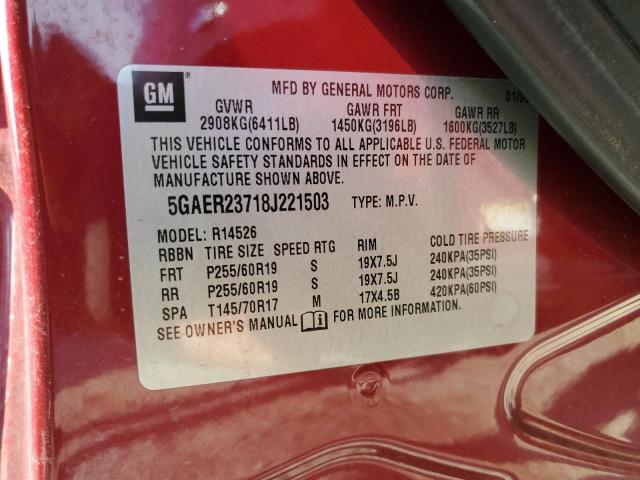 GM ®
MFD BY GENERAL MOTORS CORP.
GVWR GAWR FRT GAWR RR
2908KG(6411LB) 1450KG(3196LB) 1600KG(3527LB)
THIS VEHICLE CONFORMS TO ALL APPLICABLE U.S. FEDERAL MOTOR
VEHICLE SAFETY STANDARDS IN EFFECT ON THE DATE OF
MANUFACTURE SHOWN ABOVE.
5GAER23718J221503 TYPE: M.P.V.
MODEL: R14526
RBBN TIRE SIZE SPEED RTG RIM COLD TIRE PRESSURE
FRT P255/60R19 S 19X7.5J 240KPA(35PSI)
RR P255/60R19 S 19X7.5J 240KPA(35PSI)
SPA T145/70R17 M 17X4.5B 420KPA(60PSI)
SEE OWNER'S MANUAL FOR MORE INFORMATION.